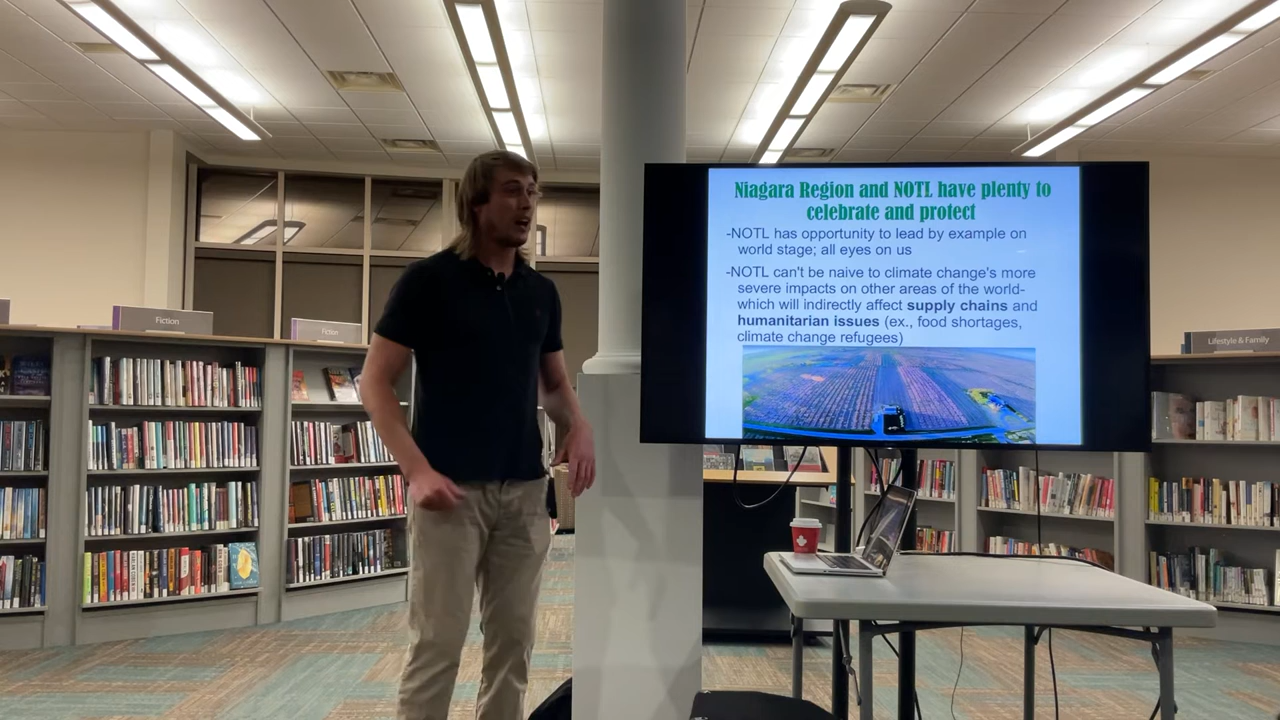 Niagara Region and NOTL have plenty to
celebrate and protect
-NOTL has opportunity to lead by example on
world stage; all eyes on us
-NOTL can't be naive to climate change's more
severe impacts on other areas of the world-
which will indirectly affect supply chains and
humanitarian issues (ex., food shortages,
climate change refugees)
Fiction
Fiction
Lifestyle & Family